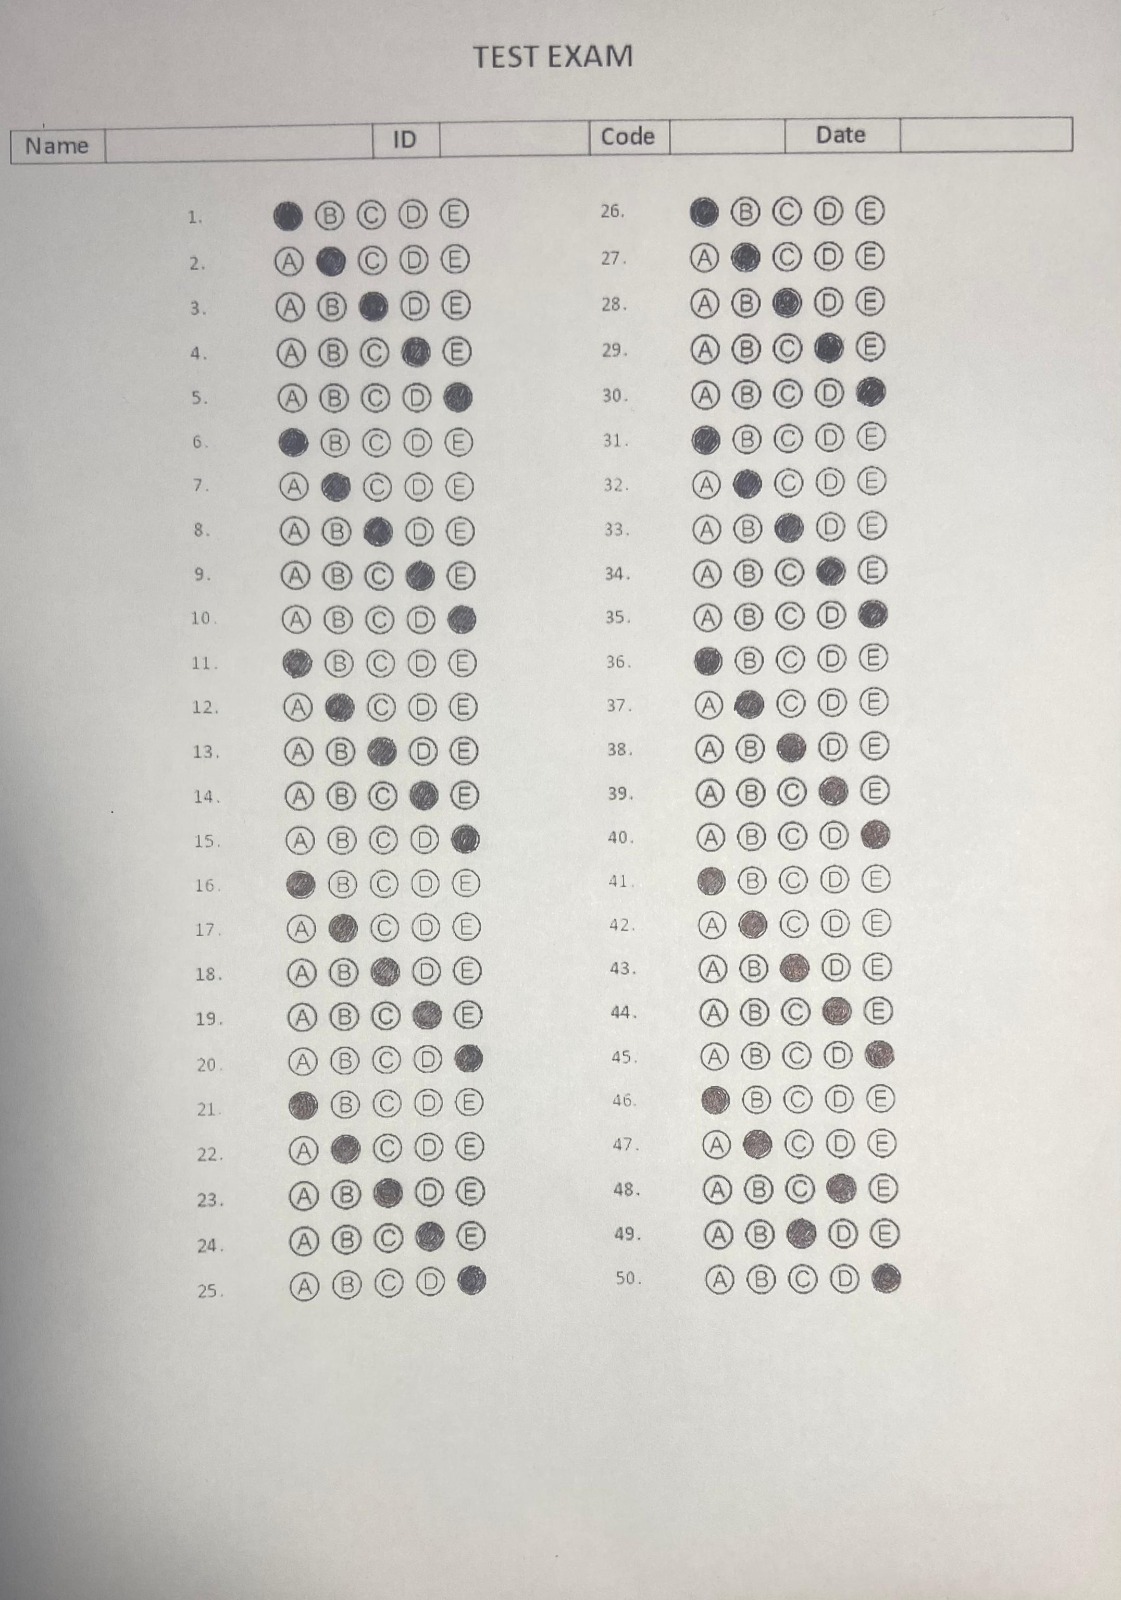 TEST EXAM
Name ID Code Date
1. B C D E 26. B C D E
2. A C D E 27. A C D E
3. A B D E 28. A B D E
4. A B C E 29. A B C E
5. A B C D 30. A B C D
6. B C D E 31. B C D E
7. A C D E 32. A C D E
8. A B D E 33. A B D E
9. A B C E 34. A B C E
10. A B C D 35. A B C D
11. B C D E 36. B C D E
12. A C D E 37. A C D E
13. A B D E 38. A B D E
14. A B C E 39. A B C E
15. A B C D 40. A B C D
16. B C D E 41. B C D E
17. A C D E 42. A C D E
18. A B D E 43. A B D E
19. A B C E 44. A B C E
20. A B C D 45. A B C D
21. B C D E 46. B C D E
22. A C D E 47. A C D E
23. A B D E 48. A B C E
24. A B C E 49. A B D E
25. A B C D 50. A B C D